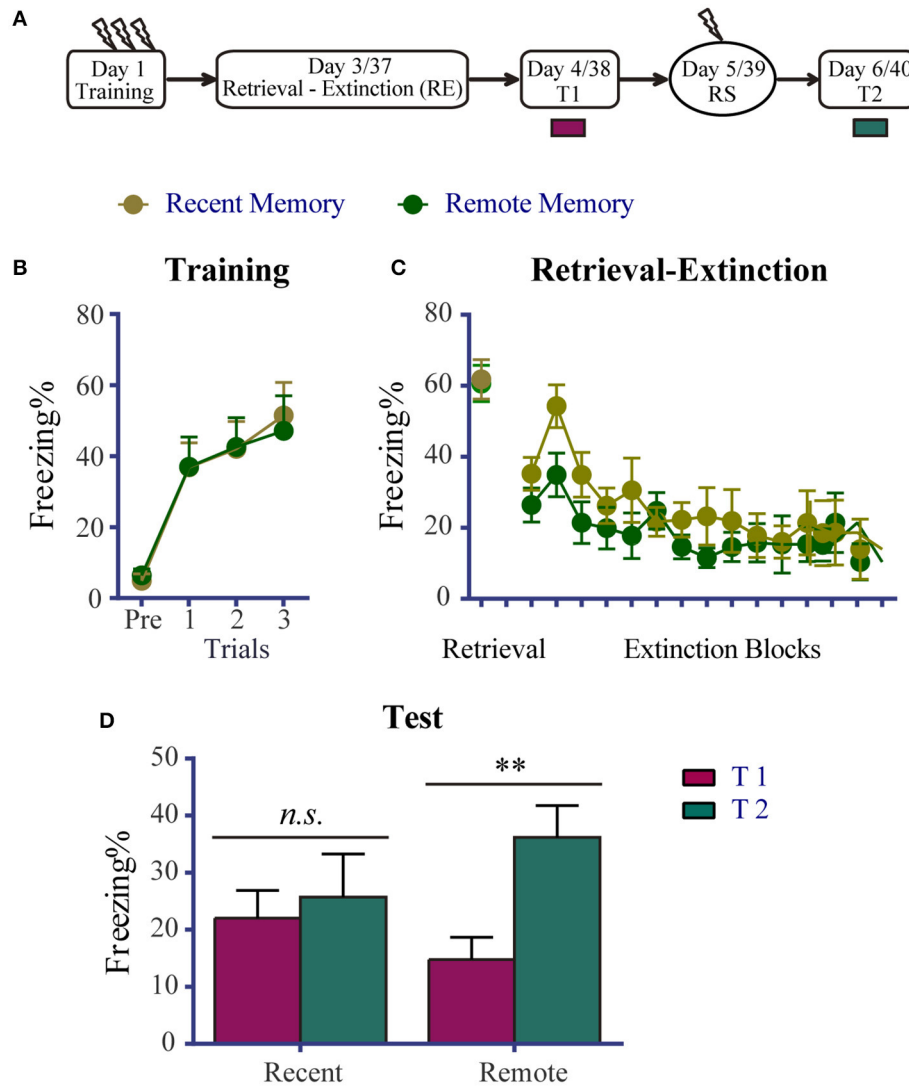 A
Day 1
Training
Day 3/37
Retrieval - Extinction (RE)
Day 4/38
T1
Day 5/39
RS
Day 6/40
T2
Recent Memory
Remote Memory
B
Training
80
60
40
20
0
Freezing%
Pre
1
2
3
Trials
C
Retrieval-Extinction
80
60
40
20
0
Freezing%
Retrieval
Extinction Blocks
D
Test
50
40
30
20
10
0
Freezing%
n.s.
**
Recent
Remote
T 1
T 2